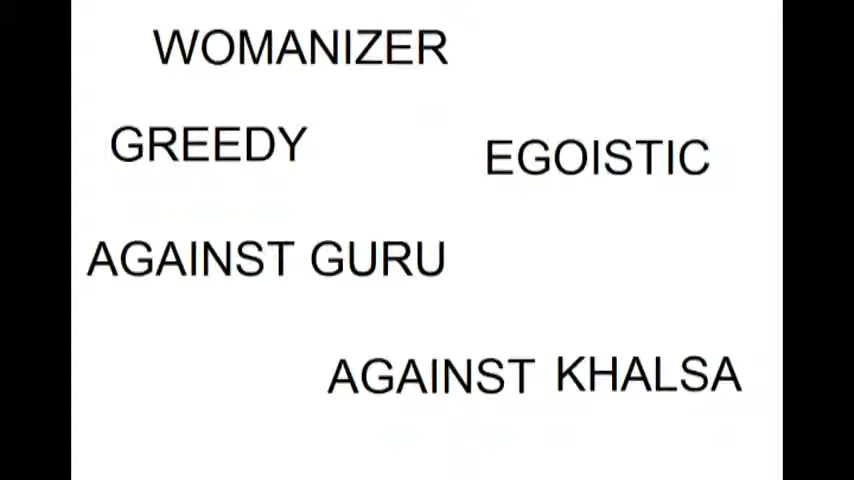 WOMANIZER
GREEDY
EGOISTIC
AGAINST GURU
AGAINST KHALSA